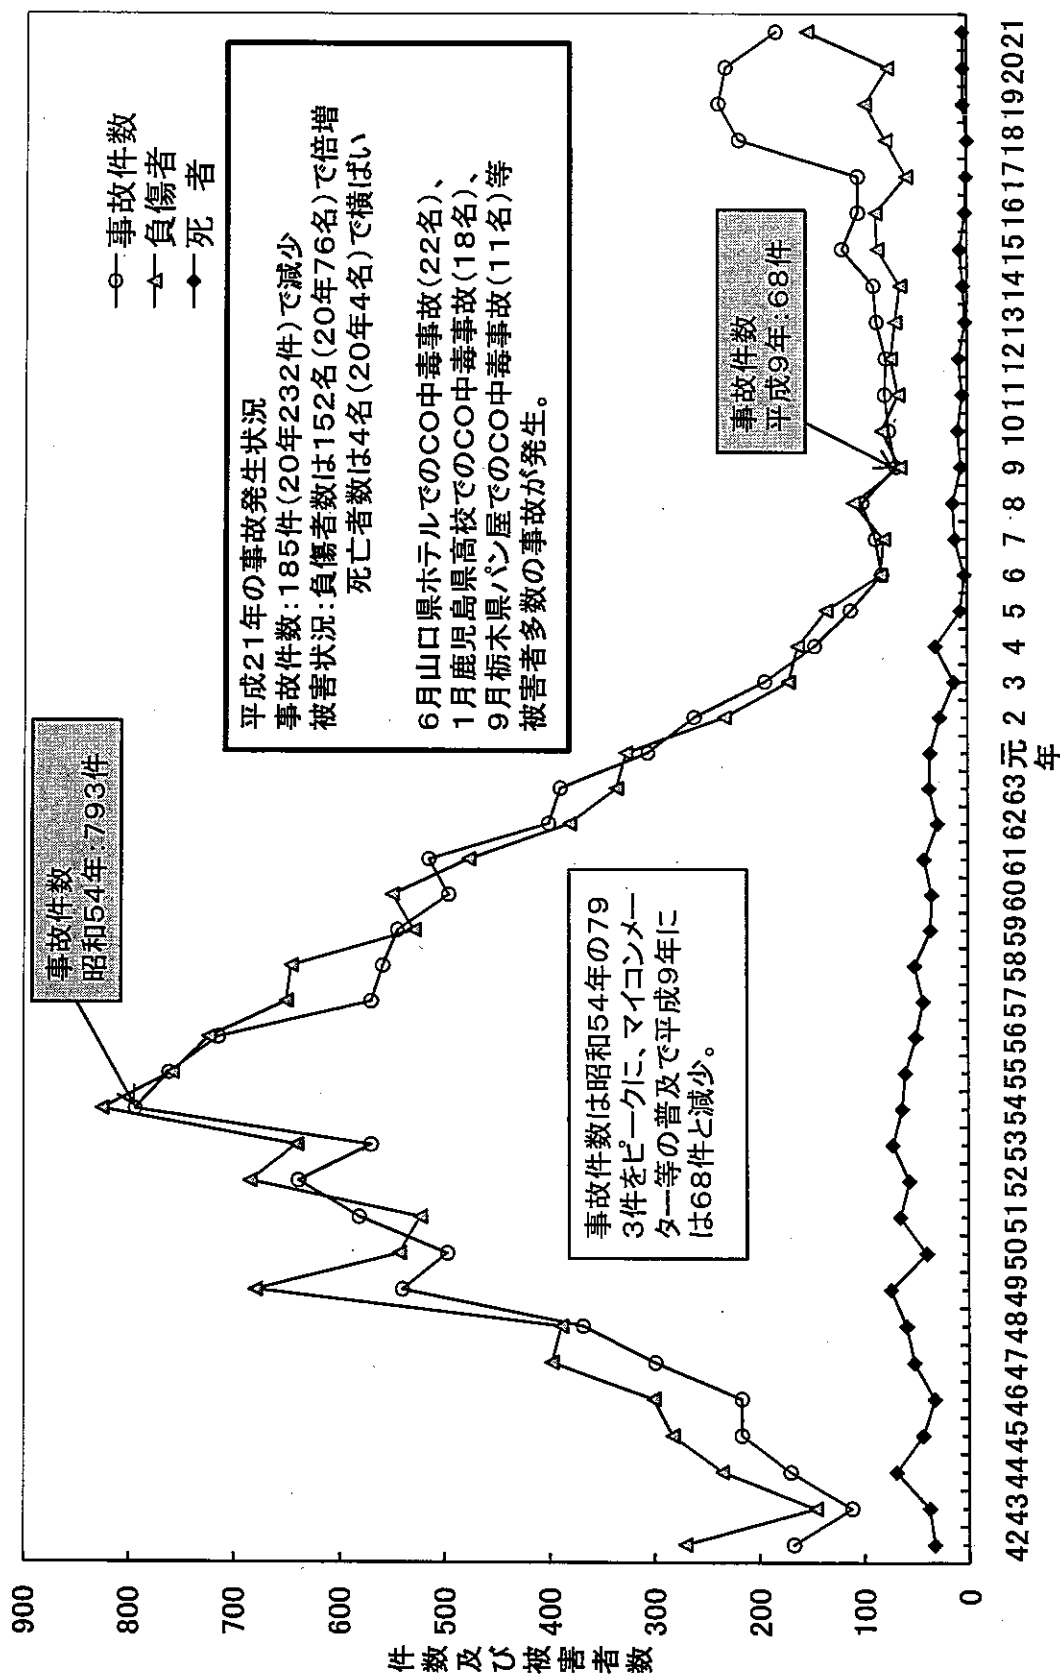 900
800
700
600
500
400
300
200
100
0
件数及び被害者数
事故件数
昭和54年:793件
事故件数
負傷者
死　者
平成21年の事故発生状況
事故件数:185件(20年232件)で減少
被害状況:負傷者数は152名(20年76名)で倍増
死亡者数は4名(20年4名)で横ばい
6月山口県ホテルでのCO中毒事故(22名)、
1月鹿児島県高校でのCO中毒事故(18名)、
9月栃木県パン屋でのCO中毒事故(11名)等
被害者多数の事故が発生。
事故件数は昭和54年の79
3件をピークに、マイコンメー
ター等の普及で平成9年に
は68件と減少。
事故件数
平成9年:68件
42 43 44 45 46 47 48 49 50 51 52 53 54 55 56 57 58 59 60 61 62 63 元 2 3 4 5 6 7 8 9 10 11 12 13 14 15 16 17 18 19 20 21
年